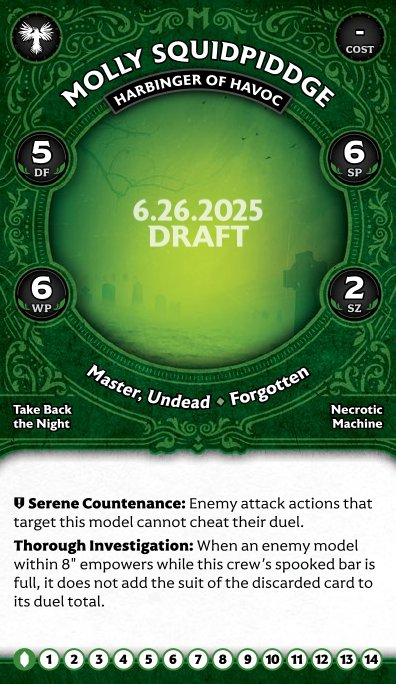 -
COST
MOLLY SQUIDPIDDGE
HARBINGER OF HAVOC
5
DF
6
SP
6.26.2025
DRAFT
6
WP
2
SZ
Master, Undead ◆ Forgotten
Take Back
the Night
Necrotic
Machine
Serene Countenance: Enemy attack actions that
target this model cannot cheat their duel.
Thorough Investigation: When an enemy model
within 8" empowers while this crew's spooked bar is
full, it does not add the suit of the discarded card to
its duel total.
1 2 3 4 5 6 7 8 9 10 11 12 13 14